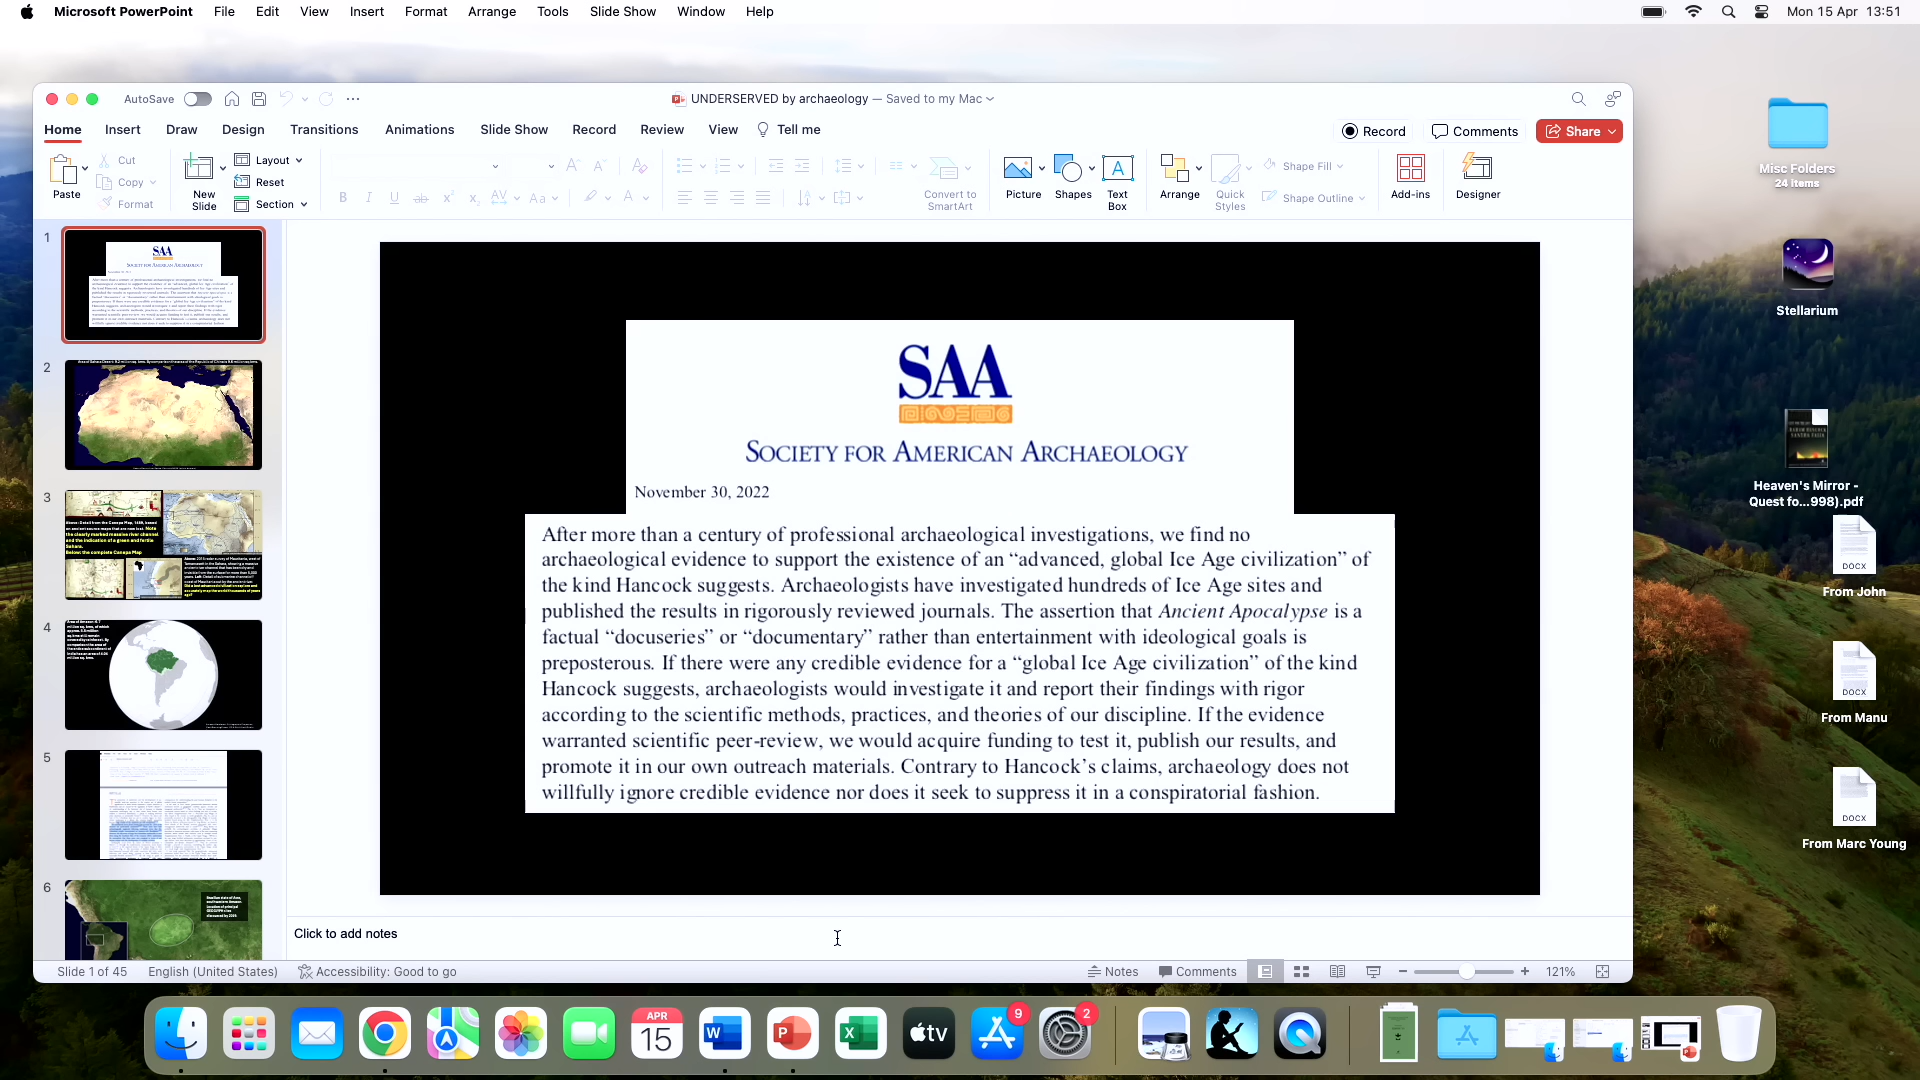 Microsoft PowerPoint File Edit View Insert Format Arrange Tools Slide Show Window Help Mon 15 Apr 13:51
AutoSave UNDERSERVED by archaeology — Saved to my Mac
Home Insert Draw Design Transitions Animations Slide Show Record Review View Tell me Record Comments Share
Paste
Cut
Copy
Format
New
Slide
Layout
Reset
Section
Convert to
SmartArt
Picture
Shapes
Text
Box
Arrange
Quick
Styles
Shape Fill
Shape Outline
Add-ins
Designer
1
2
3
4
5
6
SAA
SOCIETY FOR AMERICAN ARCHAEOLOGY
November 30, 2022
After more than a century of professional archaeological investigations, we find no
archaeological evidence to support the existence of an “advanced, global Ice Age civilization” of
the kind Hancock suggests. Archaeologists have investigated hundreds of Ice Age sites and
published the results in rigorously reviewed journals. The assertion that Ancient Apocalypse is a
factual “docuseries” or “documentary” rather than entertainment with ideological goals is
preposterous. If there were any credible evidence for a “global Ice Age civilization” of the kind
Hancock suggests, archaeologists would investigate it and report their findings with rigor
according to the scientific methods, practices, and theories of our discipline. If the evidence
warranted scientific peer-review, we would acquire funding to test it, publish our results, and
promote it in our own outreach materials. Contrary to Hancock’s claims, archaeology does not
willfully ignore credible evidence nor does it seek to suppress it in a conspiratorial fashion.
Click to add notes
Slide 1 of 45 English (United States) Accessibility: Good to go Notes Comments 121%
Misc Folders
24 items
Stellarium
Heaven's Mirror -
Quest fo...998).pdf
DOCX
From John
DOCX
From Manu
DOCX
From Marc Young
APR
15
W
P
X
tv
9
2